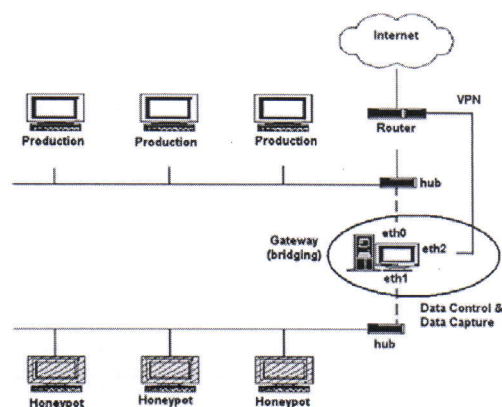 Internet
VPN
Router
Production
Production
Production
hub
eth0
Gateway
(bridging)
eth2
eth1
Data Control &
Data Capture
hub
Honeypot
Honeypot
Honeypot